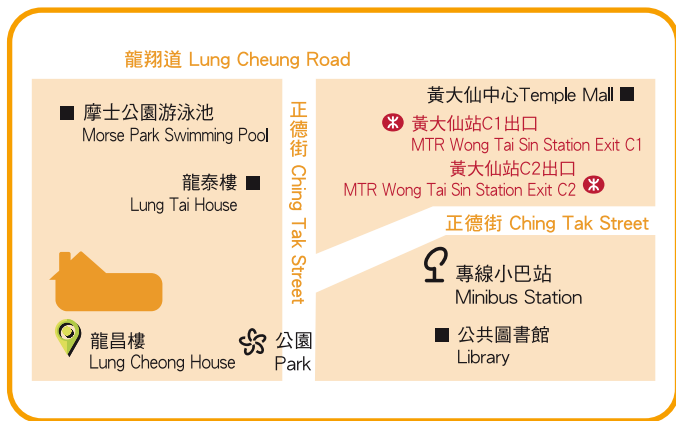 龍翔道 Lung Cheung Road
摩士公園游泳池
Morse Park Swimming Pool
龍泰樓
Lung Tai House
正德街 Ching Tak Street
黃大仙中心Temple Mall
黃大仙站C1出口
MTR Wong Tai Sin Station Exit C1
黃大仙站C2出口
MTR Wong Tai Sin Station Exit C2
正德街 Ching Tak Street
專線小巴站
Minibus Station
公共圖書館
Library
龍昌樓
Lung Cheong House
公園
Park